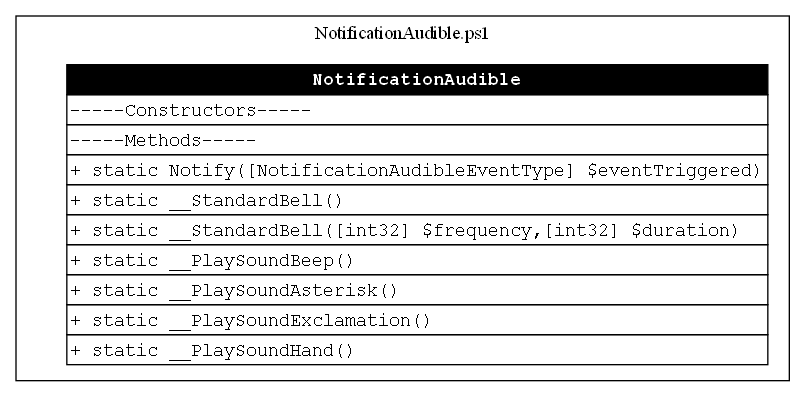 NotificationAudible.ps1
NotificationAudible
-----Constructors-----
-----Methods-----
+ static Notify([NotificationAudibleEventType] $eventTriggered)
+ static __StandardBell()
+ static __StandardBell([int32] $frequency,[int32] $duration)
+ static __PlaySoundBeep()
+ static __PlaySoundAsterisk()
+ static __PlaySoundExclamation()
+ static __PlaySoundHand()